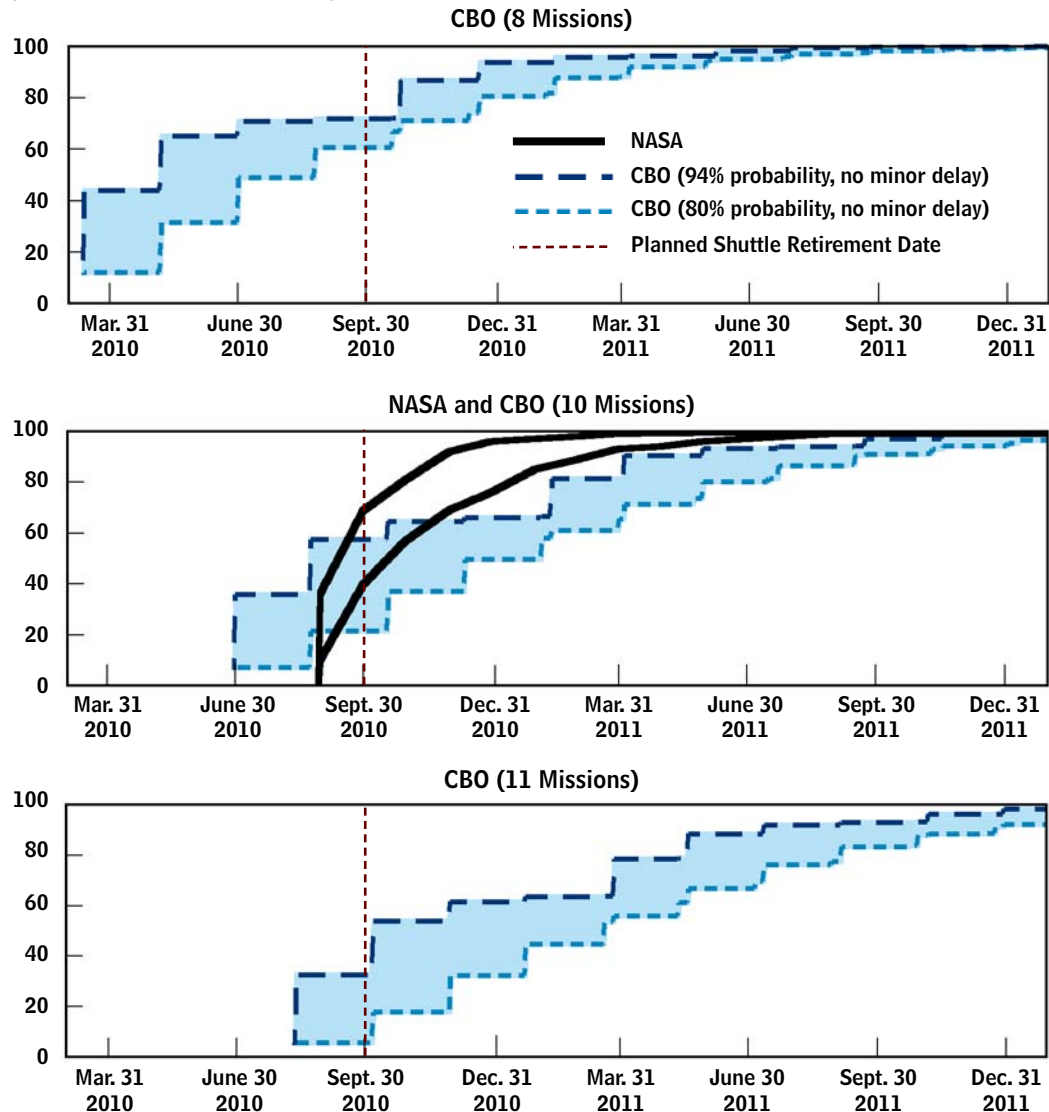 CBO (8 Missions)
100
80
60
40
20
0
NASA
CBO (94% probability, no minor delay)
CBO (80% probability, no minor delay)
Planned Shuttle Retirement Date
Mar. 31 June 30 Sept. 30 Dec. 31 Mar. 31 June 30 Sept. 30 Dec. 31
2010 2010 2010 2010 2011 2011 2011 2011
NASA and CBO (10 Missions)
100
80
60
40
20
0
Mar. 31 June 30 Sept. 30 Dec. 31 Mar. 31 June 30 Sept. 30 Dec. 31
2010 2010 2010 2010 2011 2011 2011 2011
CBO (11 Missions)
100
80
60
40
20
0
Mar. 31 June 30 Sept. 30 Dec. 31 Mar. 31 June 30 Sept. 30 Dec. 31
2010 2010 2010 2010 2011 2011 2011 2011